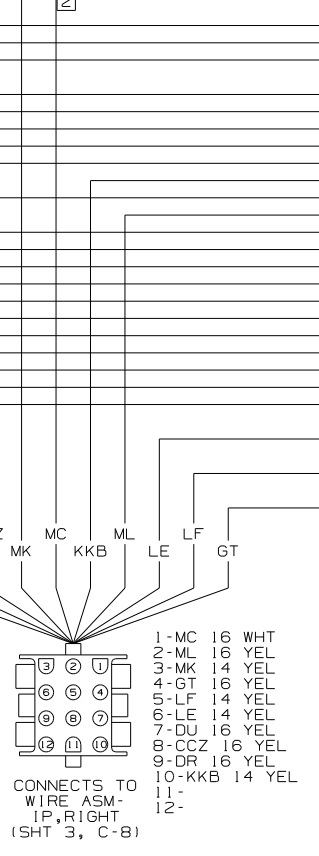 2
MC
ML
LF
MK
KKB
LE
GT
3 2 1
6 5 4
9 8 7
12 11 10
1-MC 16 WHT
2-ML 16 YEL
3-MK 14 YEL
4-GT 16 YEL
5-LF 14 YEL
6-LE 14 YEL
7-DU 16 YEL
8-CCZ 16 YEL
9-DR 16 YEL
10-KKB 14 YEL
11-
12-
CONNECTS TO
WIRE ASM-
IP,RIGHT
(SHT 3, C-8)